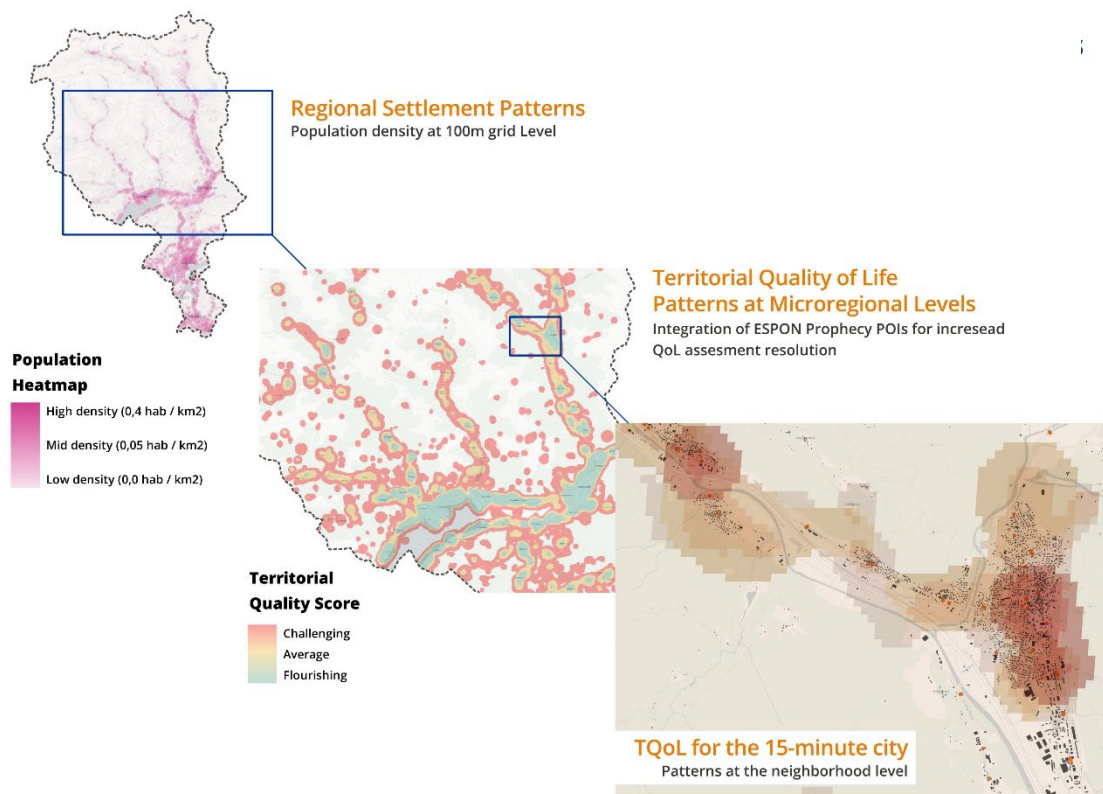 Regional Settlement Patterns
Population density at 100m grid Level
Territorial Quality of Life
Patterns at Microregional Levels
Integration of ESPON Prophecy POIs for incresead
QoL assesment resolution
Population
Heatmap
High density (0,4 hab / km2)
Mid density (0,05 hab / km2)
Low density (0,0 hab / km2)
Territorial
Quality Score
Challenging
Average
Flourishing
TQoL for the 15-minute city
Patterns at the neighborhood level